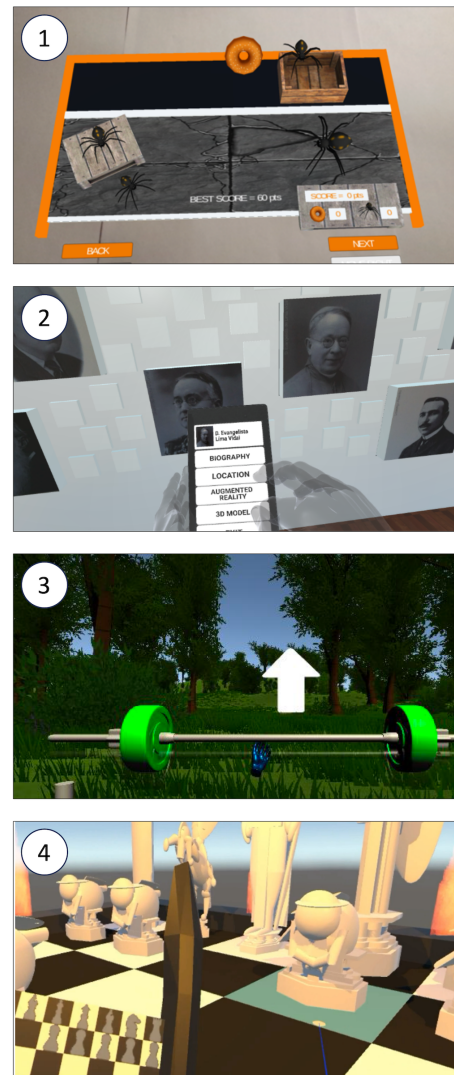 1
BEST SCORE = 60 pts
SCORE = 0 pts
0
0
BACK
NEXT
2
D. Evangelista
Lima Vidal
BIOGRAPHY
LOCATION
AUGMENTED
REALITY
3D MODEL
3
4